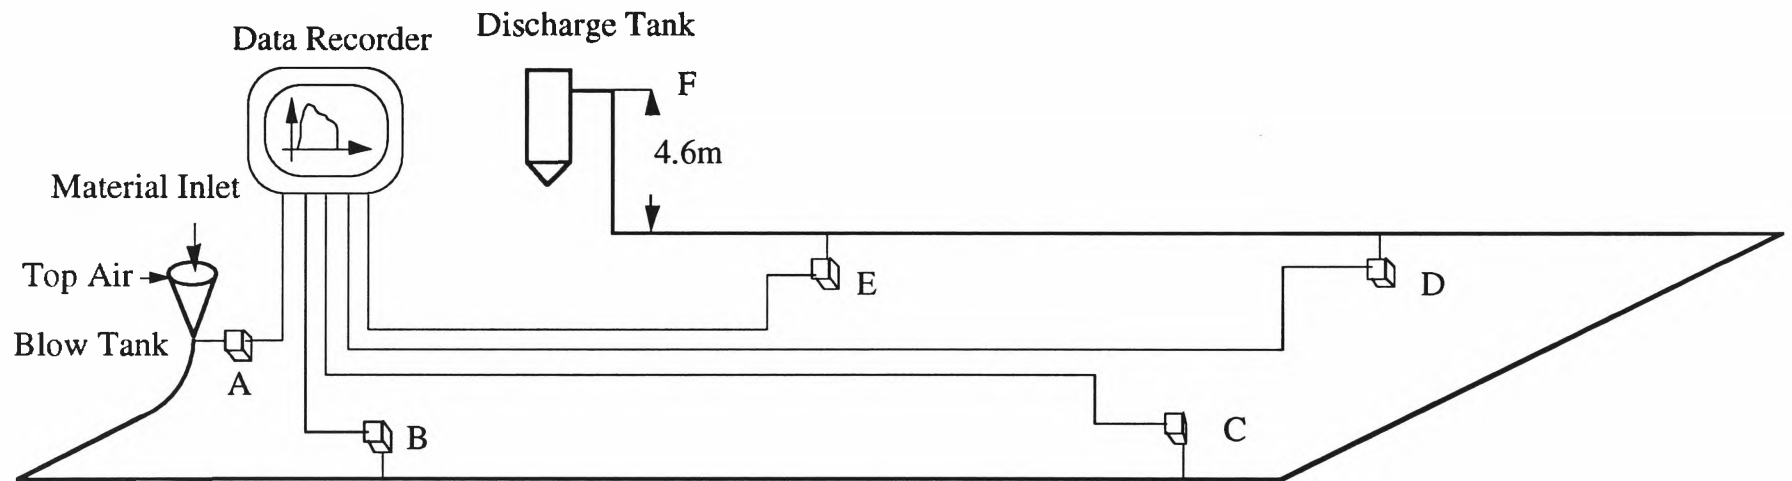 Discharge Tank
Data Recorder
F
4.6m
Material Inlet
Top Air
E
D
Blow Tank
A
B
C